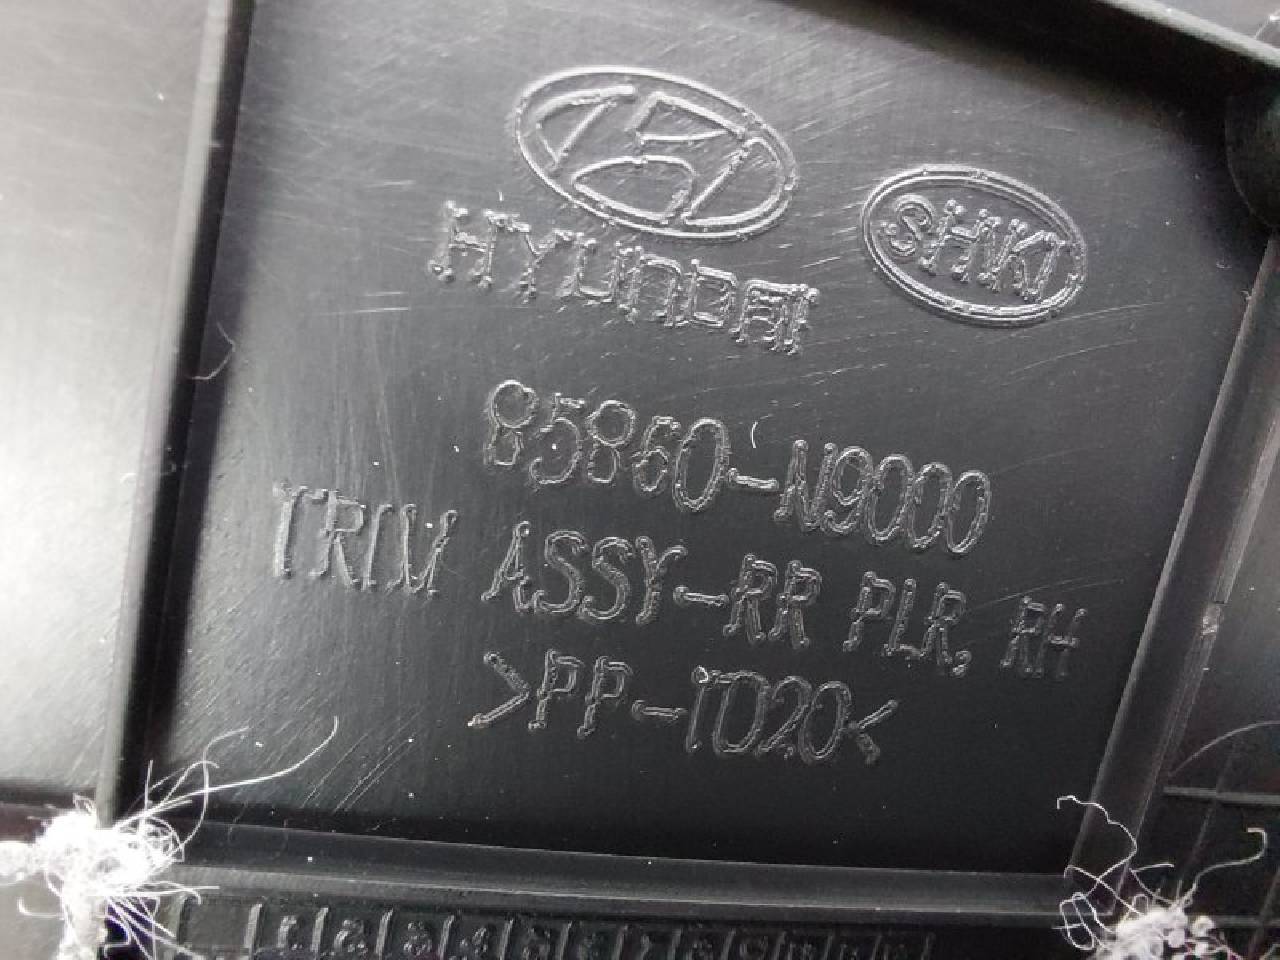 HYUNDAI
SHKI
85860-N9000
TRIM ASSY-RR PLR, RH
>PP-TD20<